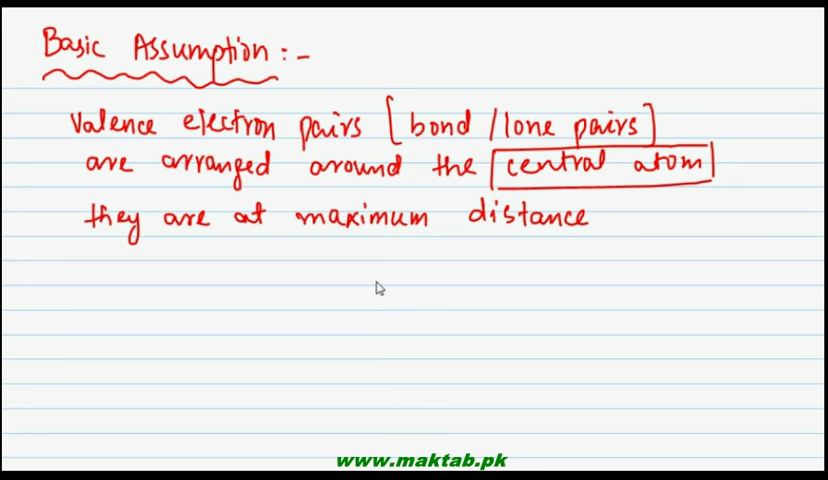 Basic Assumption :-
Valence electron pairs [bond / lone pairs]
are arranged around the central atom
they are at maximum distance
www.maktab.pk